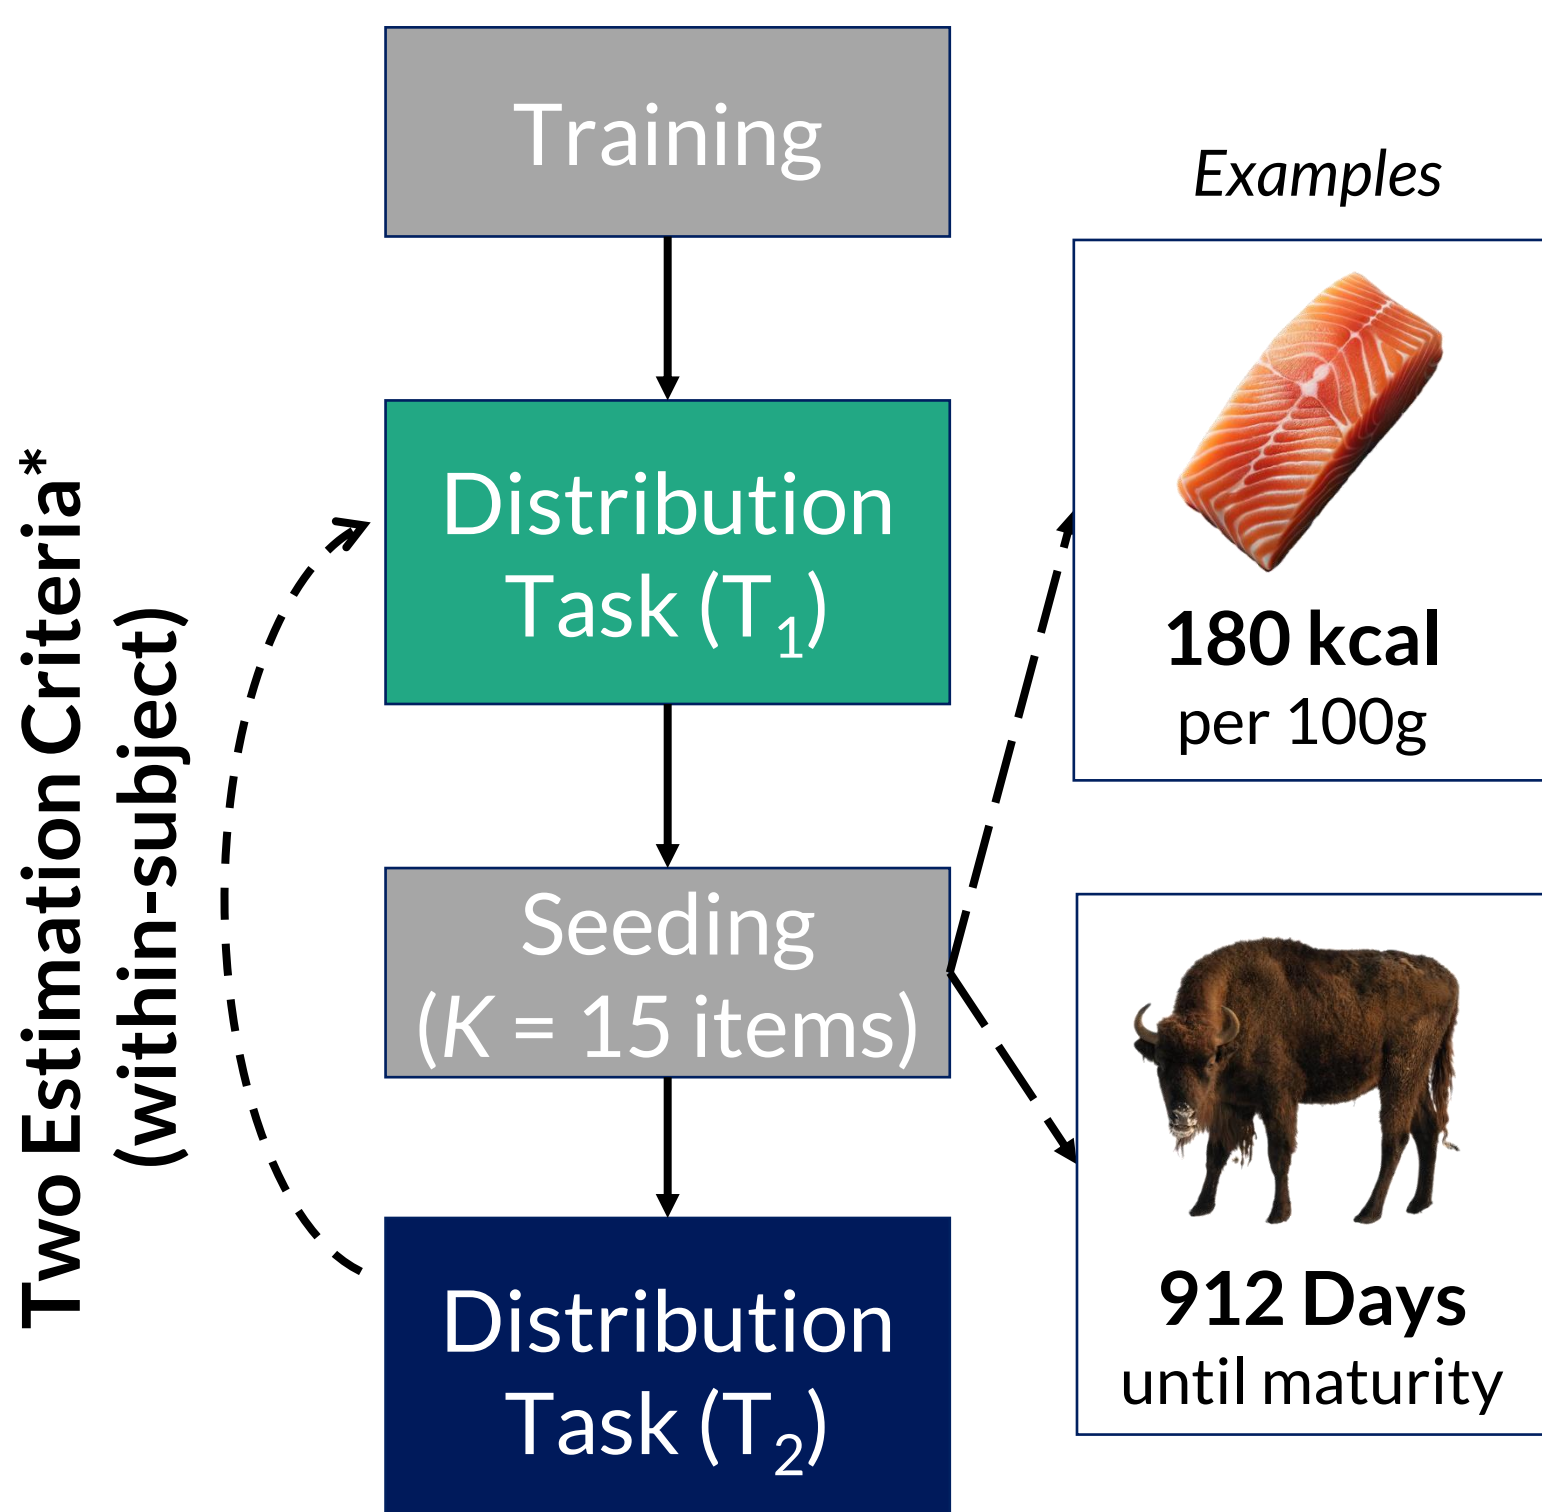 Training
Examples
Distribution
Task (T₁)
180 kcal
per 100g
Two Estimation Criteria*
(within-subject)
Seeding
(K = 15 items)
912 Days
until maturity
Distribution
Task (T₂)